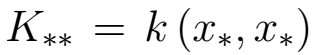 $K_{**} = k\,(x_*, x_*)$